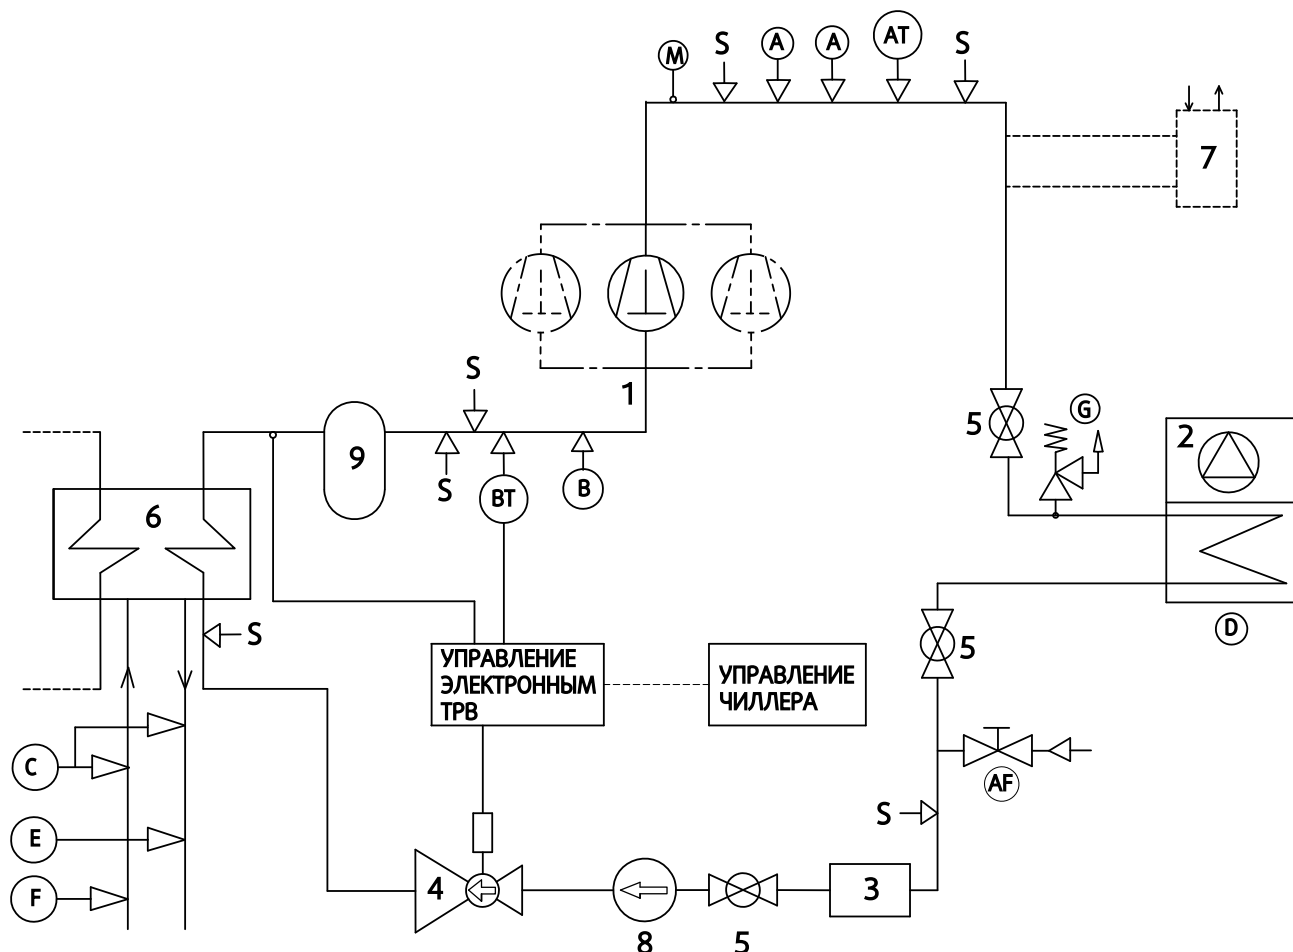 M
S
A
A
AT
S
7
1
S
9
S
BT
B
5
G
2
6
S
D
5
УПРАВЛЕНИЕ
ЭЛЕКТРОННЫМ
ТРВ
УПРАВЛЕНИЕ
ЧИЛЛЕРА
C
AF
S
E
4
3
F
8
5